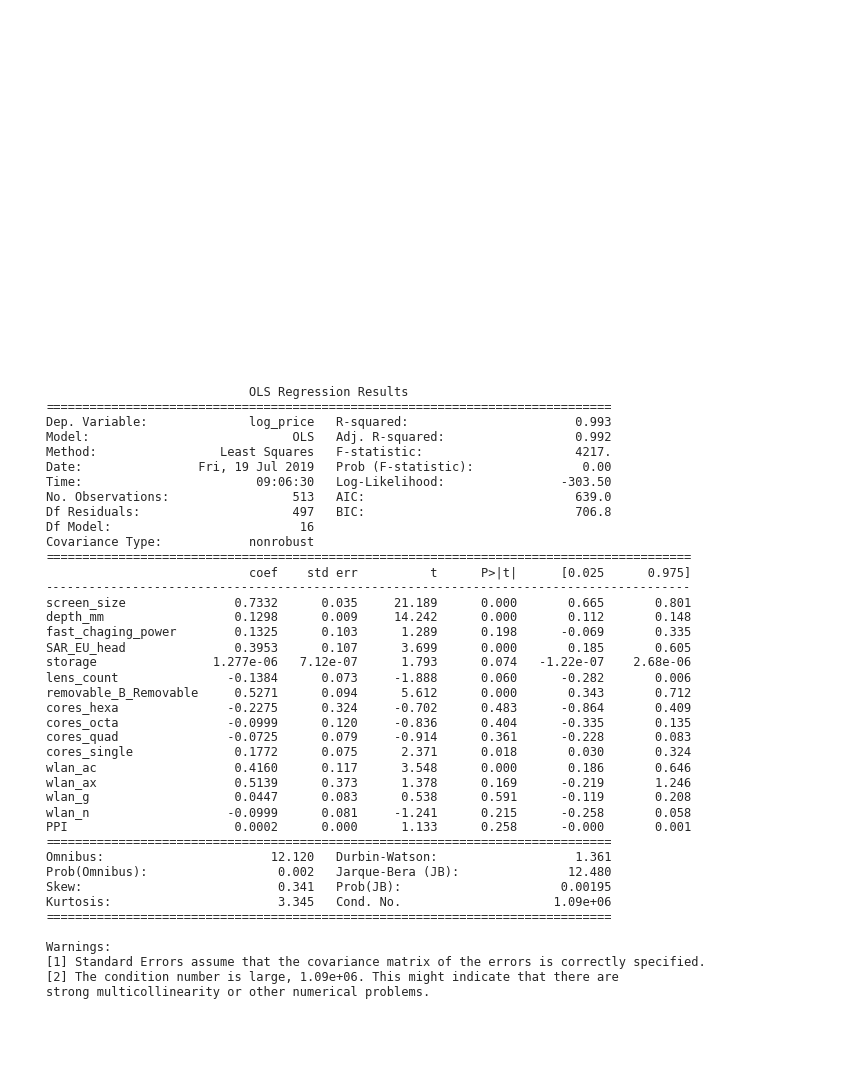 OLS Regression Results
==============================================================================
Dep. Variable:              log_price   R-squared:                       0.993
Model:                            OLS   Adj. R-squared:                  0.992
Method:                 Least Squares   F-statistic:                     4217.
Date:                Fri, 19 Jul 2019   Prob (F-statistic):               0.00
Time:                        09:06:30   Log-Likelihood:                -303.50
No. Observations:                 513   AIC:                             639.0
Df Residuals:                     497   BIC:                             706.8
Df Model:                          16
Covariance Type:            nonrobust
=========================================================================================
                            coef    std err          t      P>|t|      [0.025      0.975]
-----------------------------------------------------------------------------------------
screen_size               0.7332      0.035     21.189      0.000       0.665       0.801
depth_mm                  0.1298      0.009     14.242      0.000       0.112       0.148
fast_chaging_power        0.1325      0.103      1.289      0.198      -0.069       0.335
SAR_EU_head               0.3953      0.107      3.699      0.000       0.185       0.605
storage                1.277e-06   7.12e-07      1.793      0.074   -1.22e-07    2.68e-06
lens_count               -0.1384      0.073     -1.888      0.060      -0.282       0.006
removable_B_Removable     0.5271      0.094      5.612      0.000       0.343       0.712
cores_hexa               -0.2275      0.324     -0.702      0.483      -0.864       0.409
cores_octa               -0.0999      0.120     -0.836      0.404      -0.335       0.135
cores_quad               -0.0725      0.079     -0.914      0.361      -0.228       0.083
cores_single              0.1772      0.075      2.371      0.018       0.030       0.324
wlan_ac                   0.4160      0.117      3.548      0.000       0.186       0.646
wlan_ax                   0.5139      0.373      1.378      0.169      -0.219       1.246
wlan_g                    0.0447      0.083      0.538      0.591      -0.119       0.208
wlan_n                   -0.0999      0.081     -1.241      0.215      -0.258       0.058
PPI                       0.0002      0.000      1.133      0.258      -0.000       0.001
==============================================================================
Omnibus:                       12.120   Durbin-Watson:                   1.361
Prob(Omnibus):                  0.002   Jarque-Bera (JB):               12.480
Skew:                           0.341   Prob(JB):                      0.00195
Kurtosis:                       3.345   Cond. No.                     1.09e+06
==============================================================================
Warnings:
[1] Standard Errors assume that the covariance matrix of the errors is correctly specified.
[2] The condition number is large, 1.09e+06. This might indicate that there are
strong multicollinearity or other numerical problems.